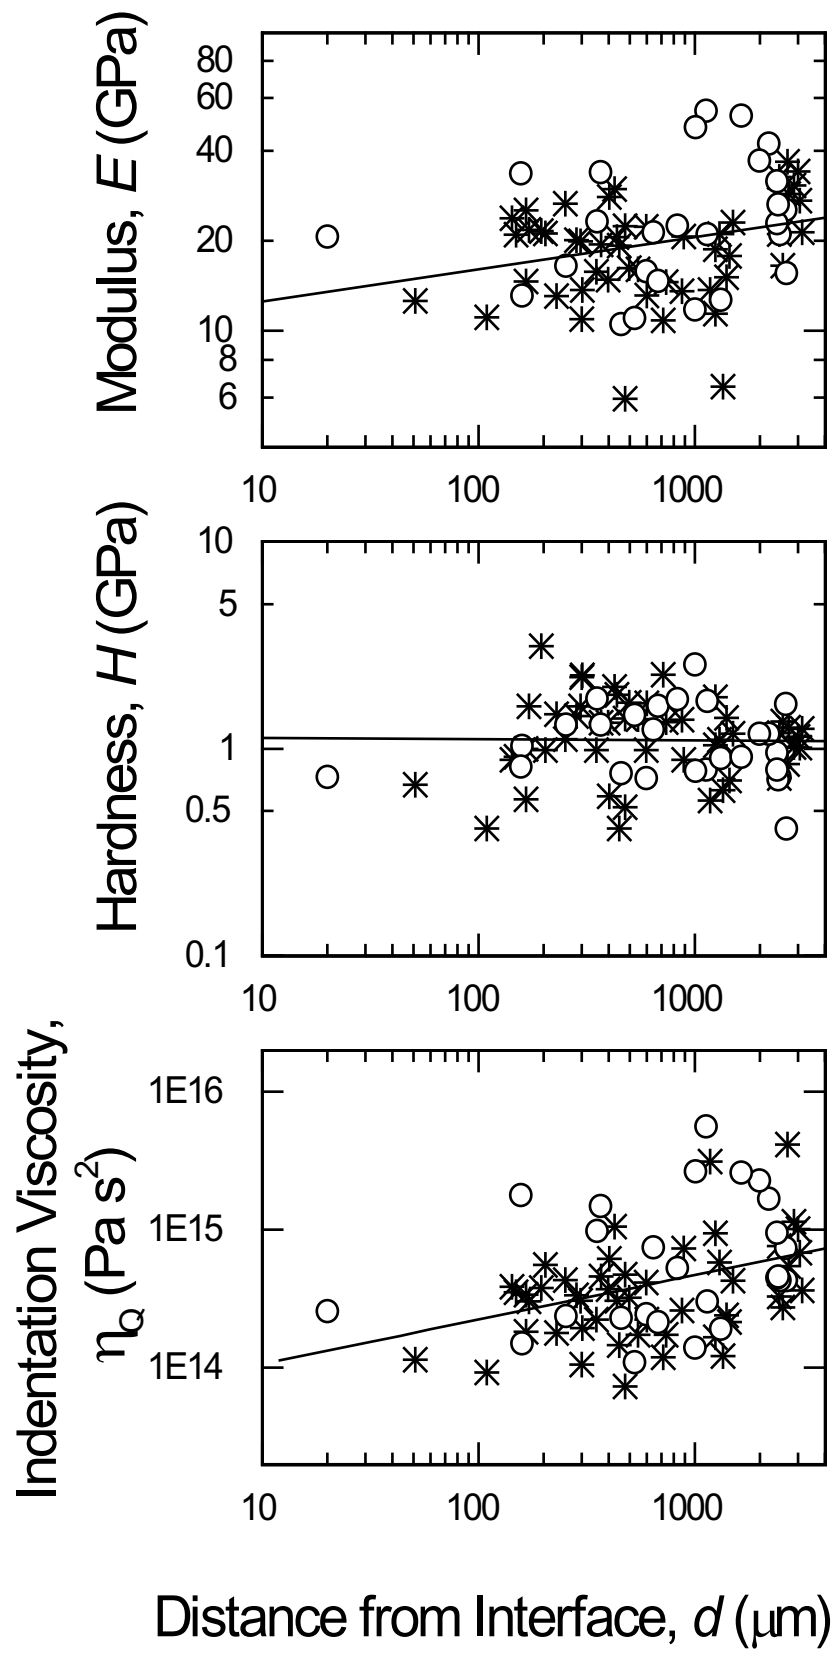 Modulus, E (GPa)
80
60
40
20
10
8
6
10 100 1000
Hardness, H (GPa)
10
5
1
0.5
0.1
10 100 1000
Indentation Viscosity,
ηQ (Pa s2)
1E16
1E15
1E14
10 100 1000
Distance from Interface, d (μm)